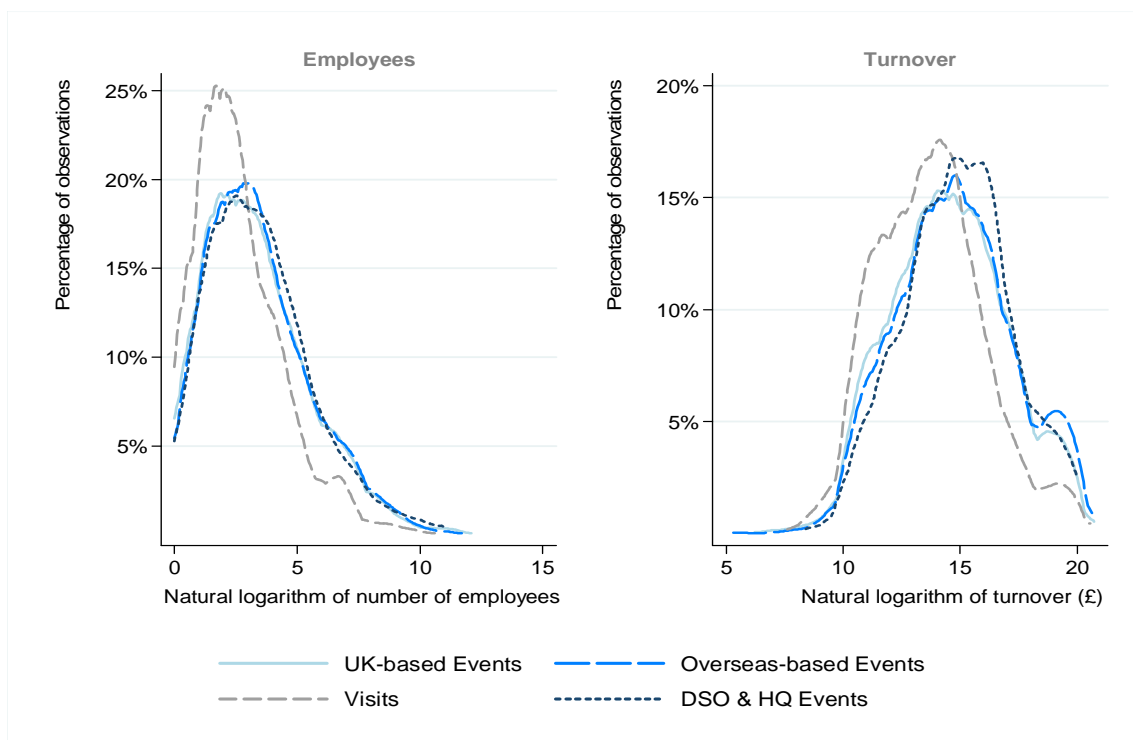 Employees
Percentage of observations
25%
20%
15%
10%
5%
0 5 10 15
Natural logarithm of number of employees
Turnover
Percentage of observations
20%
15%
10%
5%
5 10 15 20
Natural logarithm of turnover (£)
UK-based Events
Overseas-based Events
Visits
DSO & HQ Events